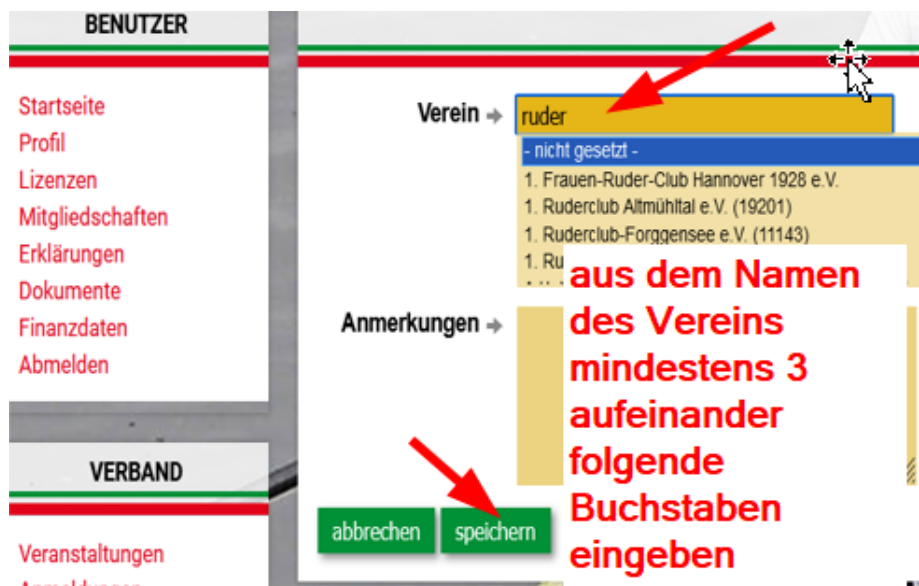 BENUTZER
Startseite
Profil
Lizenzen
Mitgliedschaften
Erklärungen
Dokumente
Finanzdaten
Abmelden
VERBAND
Veranstaltungen
Verein
ruder
- nicht gesetzt -
1. Frauen-Ruder-Club Hannover 1928 e.V.
1. Ruderclub Altmühltal e.V. (19201)
1. Ruderclub-Forggensee e.V. (11143)
1. Ru
Anmerkungen
aus dem Namen
des Vereins
mindestens 3
aufeinander
folgende
Buchstaben
eingeben
abbrechen
speichern